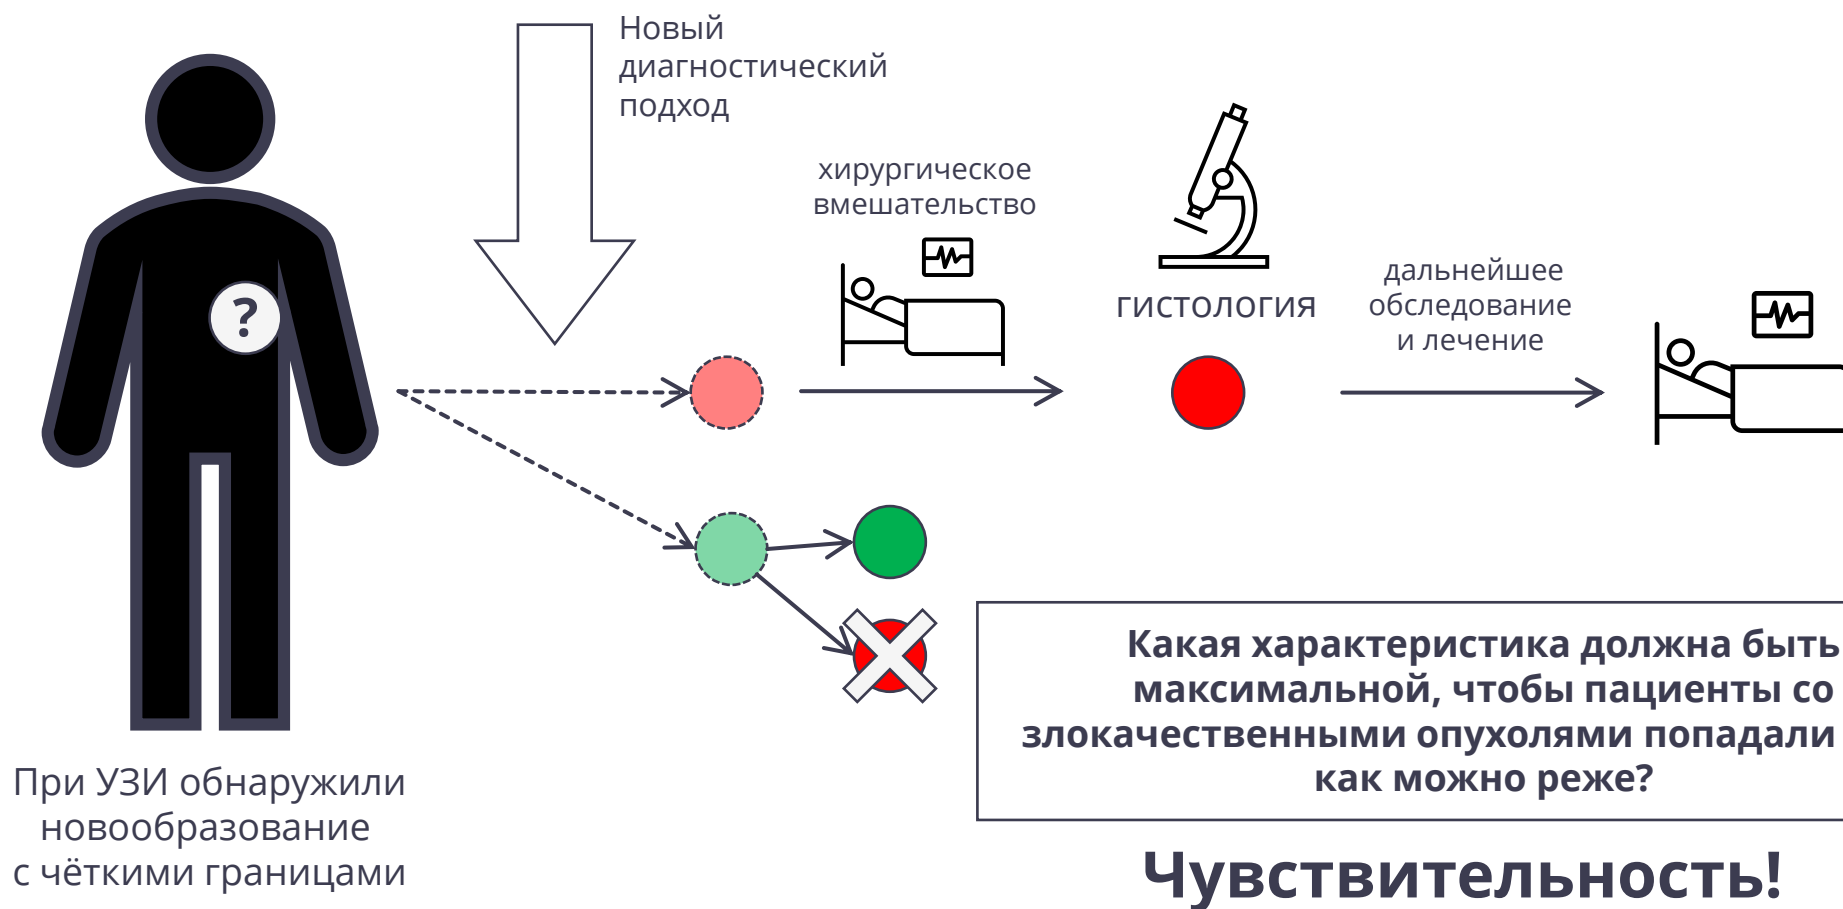 Новый
диагностический
подход
хирургическое
вмешательство
гистология
дальнейшее
обследование
и лечение
?
При УЗИ обнаружили
новообразование
с чёткими границами
Какая характеристика должна быть
максимальной, чтобы пациенты со
злокачественными опухолями попадали
как можно реже?
Чувствительность!